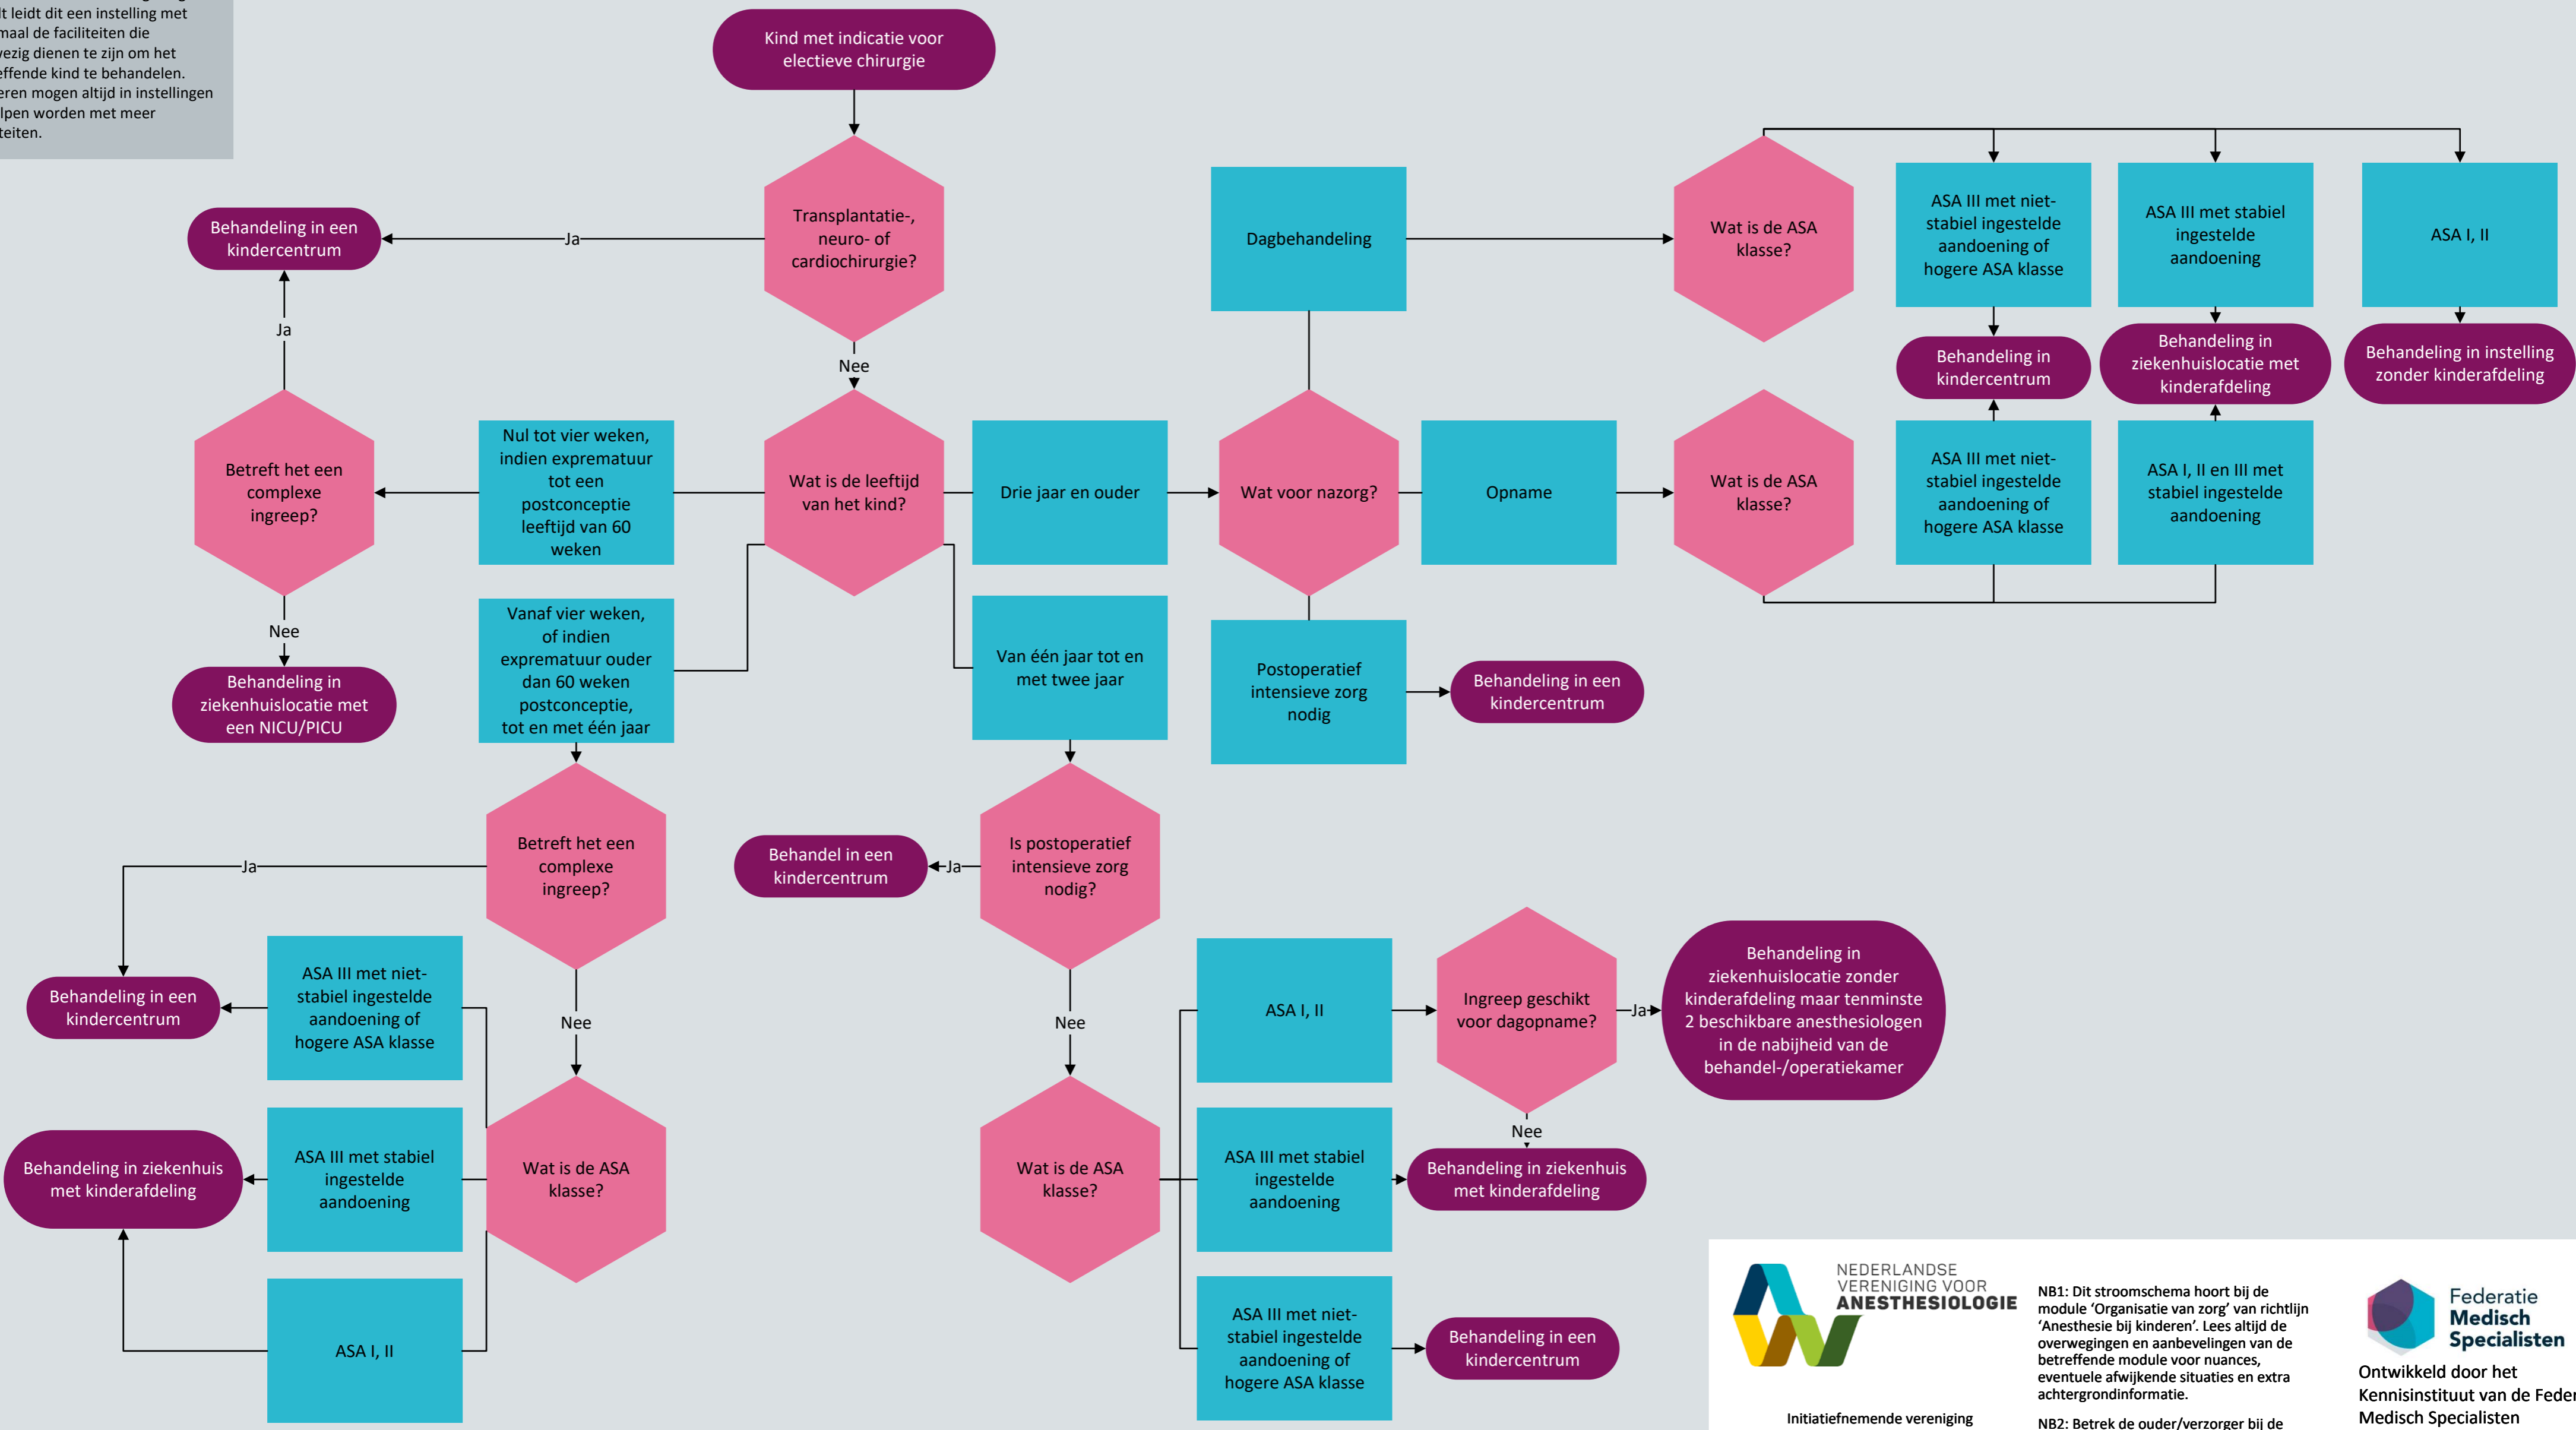 lt leidt dit een instelling met
maal de faciliteiten die
wezig dienen te zijn om het
effende kind te behandelen.
eren mogen altijd in instellingen
lpen worden met meer
teiten.
Kind met indicatie voor
electieve chirurgie
Transplantatie-,
neuro- of
cardiochirurgie?
Ja
Behandeling in een
kindercentrum
Nee
Ja
Betreft het een
complexe
ingreep?
Nee
Behandeling in
ziekenhuislocatie met
een NICU/PICU
Nul tot vier weken,
indien exprematuur
tot een
postconceptie
leeftijd van 60
weken
Wat is de leeftijd
van het kind?
Drie jaar en ouder
Wat voor nazorg?
Dagbehandeling
Wat is de ASA
klasse?
ASA III met niet-
stabiel ingestelde
aandoening of
hogere ASA klasse
ASA III met stabiel
ingestelde
aandoening
ASA I, II
Behandeling in
kindercentrum
Behandeling in
ziekenhuislocatie met
kinderafdeling
Behandeling in instelling
zonder kinderafdeling
Opname
Wat is de ASA
klasse?
ASA III met niet-
stabiel ingestelde
aandoening of
hogere ASA klasse
ASA I, II en III met
stabiel ingestelde
aandoening
Postoperatief
intensieve zorg
nodig
Behandeling in een
kindercentrum
Vanaf vier weken,
of indien
exprematuur ouder
dan 60 weken
postconceptie,
tot en met één jaar
Van één jaar tot en
met twee jaar
Betreft het een
complexe
ingreep?
Ja
Behandeling in een
kindercentrum
Nee
ASA III met niet-
stabiel ingestelde
aandoening of
hogere ASA klasse
Wat is de ASA
klasse?
ASA III met stabiel
ingestelde
aandoening
Behandeling in ziekenhuis
met kinderafdeling
ASA I, II
Is postoperatief
intensieve zorg
nodig?
Ja
Behandel in een
kindercentrum
Nee
Wat is de ASA
klasse?
ASA I, II
Ingreep geschikt
voor dagopname?
Ja
Behandeling in
ziekenhuislocatie zonder
kinderafdeling maar tenminste
2 beschikbare anesthesiologen
in de nabijheid van de
behandel-/operatiekamer
Nee
ASA III met stabiel
ingestelde
aandoening
Behandeling in ziekenhuis
met kinderafdeling
ASA III met niet-
stabiel ingestelde
aandoening of
hogere ASA klasse
Behandeling in een
kindercentrum
NEDERLANDSE
VERENIGING VOOR
ANESTHESIOLOGIE
Initiatiefnemende vereniging
NB1: Dit stroomschema hoort bij de
module ‘Organisatie van zorg’ van richtlijn
‘Anesthesie bij kinderen’. Lees altijd de
overwegingen en aanbevelingen van de
betreffende module voor nuances,
eventuele afwijkende situaties en extra
achtergrondinformatie.
NB2: Betrek de ouder/verzorger bij de
Federatie
Medisch
Specialisten
Ontwikkeld door het
Kennisinstituut van de Feder
Medisch Specialisten